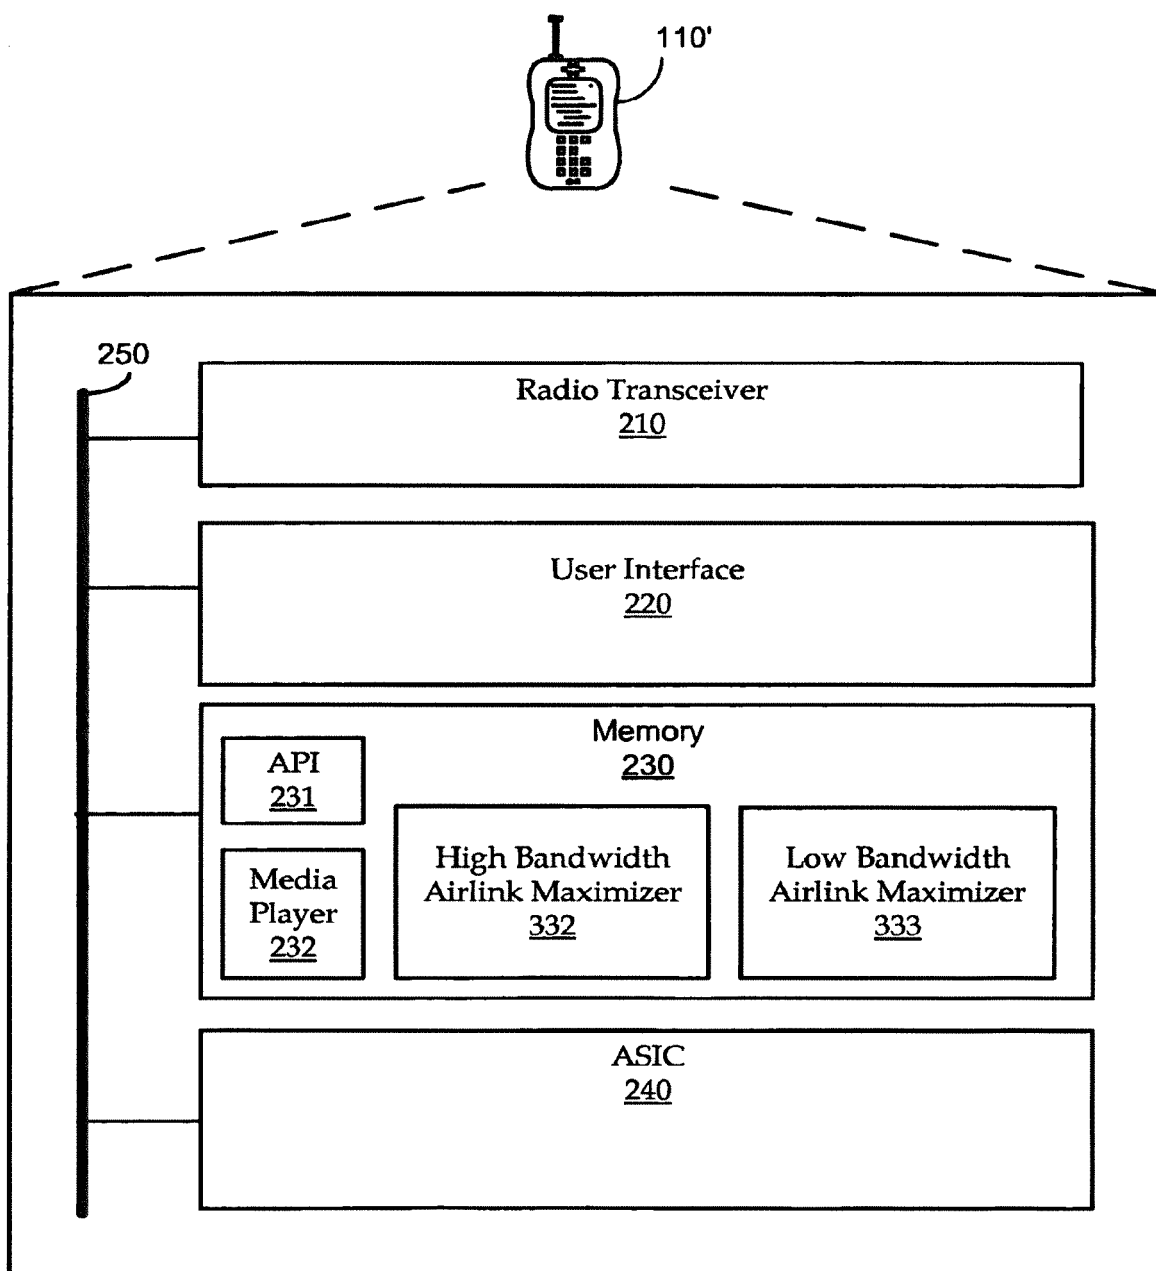 110'
250
Radio Transceiver
210
User Interface
220
Memory
230
API
231
Media
Player
232
High Bandwidth
Airlink Maximizer
332
Low Bandwidth
Airlink Maximizer
333
ASIC
240